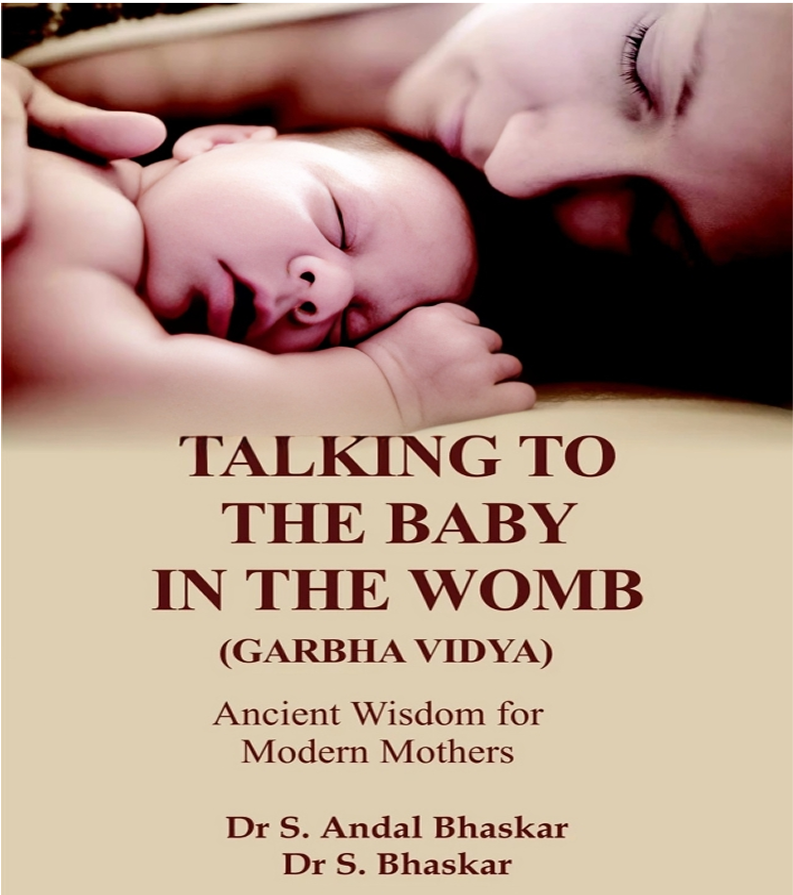 TALKING TO
THE BABY
IN THE WOMB
(GARBHA VIDYA)
Ancient Wisdom for
Modern Mothers
Dr S. Andal Bhaskar
Dr S. Bhaskar